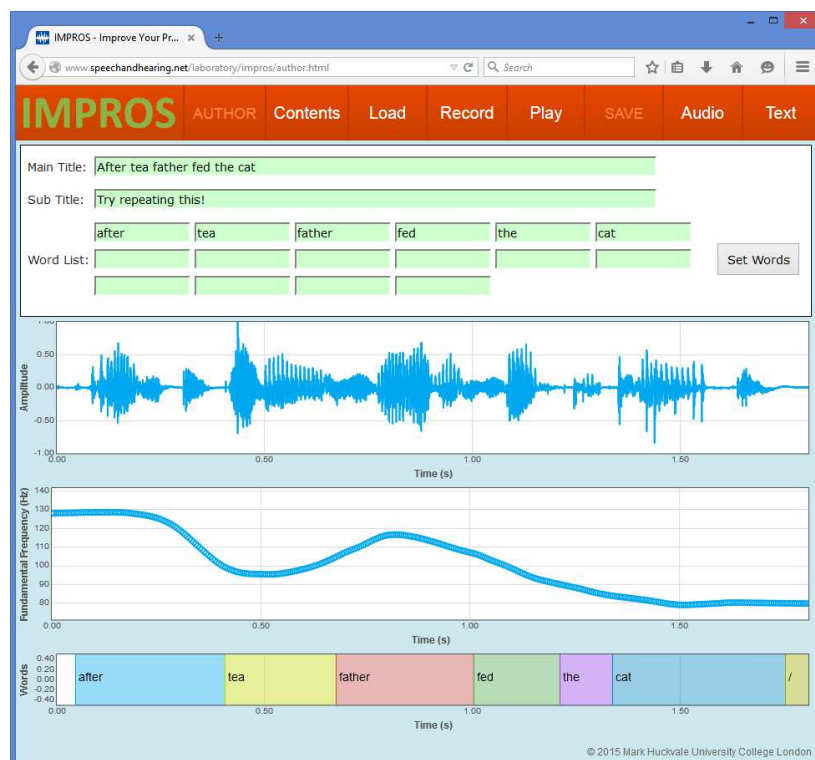 IMPROS - Improve Your Pr...
www.speechandhearing.net/laboratory/impros/author.html
Search
IMPROS AUTHOR Contents Load Record Play SAVE Audio Text
Main Title: After tea father fed the cat
Sub Title: Try repeating this!
Word List: after tea father fed the cat
Set Words
1.00
0.50
0.00
-0.50
-1.00
Amplitude
0.00 0.50 1.00 1.50
Time (s)
140
130
120
110
100
90
80
Fundamental Frequency (Hz)
0.00 0.50 1.00 1.50
Time (s)
0.40
0.20
0.00
-0.20
-0.40
Words
after tea father fed the cat /
0.00 0.50 1.00 1.50
Time (s)
© 2015 Mark Huckvale University College London